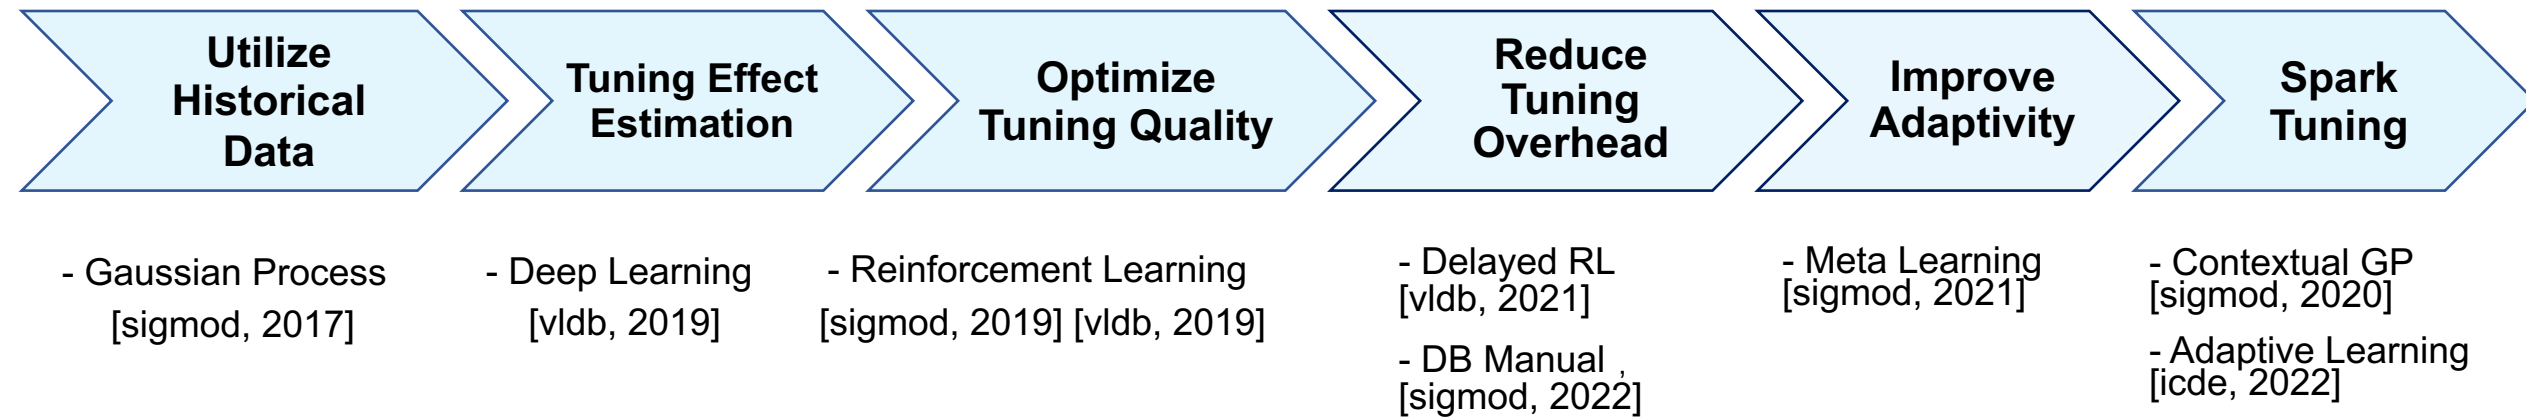 Utilize
Historical
Data
Tuning Effect
Estimation
Optimize
Tuning Quality
Reduce
Tuning
Overhead
Improve
Adaptivity
Spark
Tuning
- Gaussian Process
[sigmod, 2017]
- Deep Learning
[vldb, 2019]
- Reinforcement Learning
[sigmod, 2019] [vldb, 2019]
- Delayed RL
[vldb, 2021]
- DB Manual ,
[sigmod, 2022]
- Meta Learning
[sigmod, 2021]
- Contextual GP
[sigmod, 2020]
- Adaptive Learning
[icde, 2022]